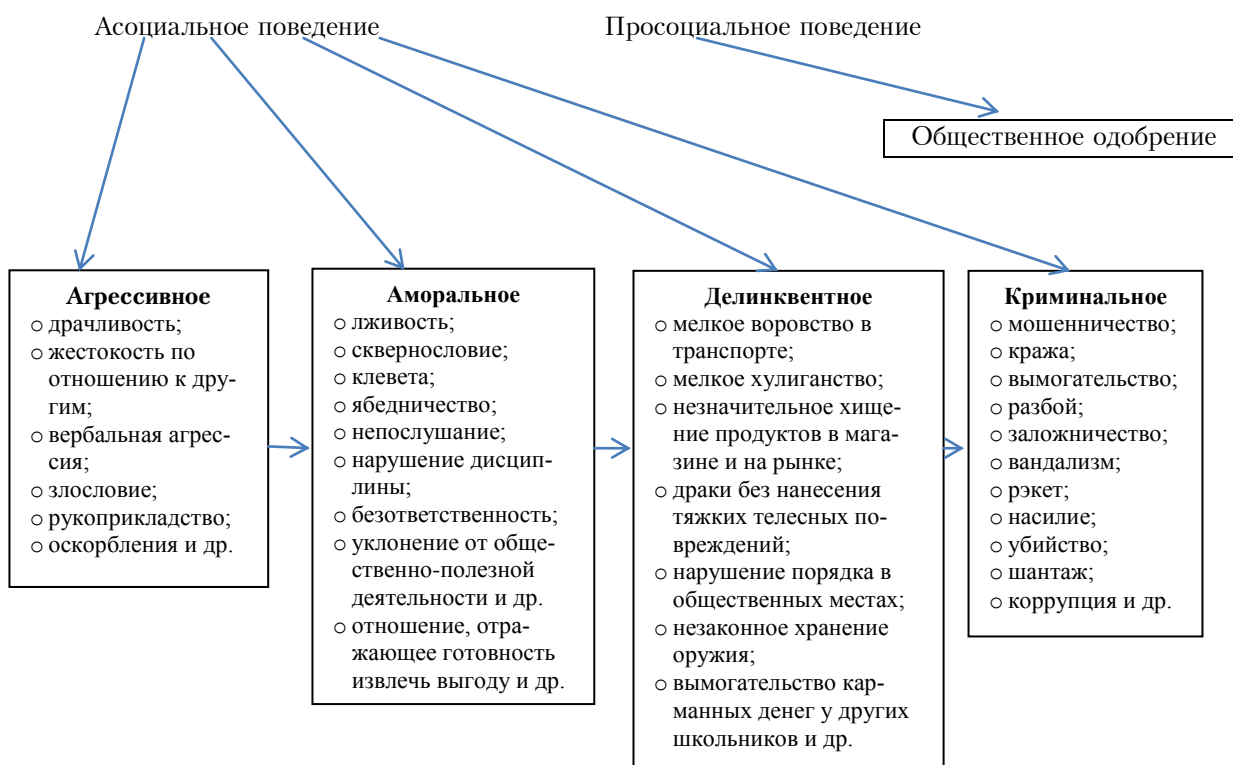 Асоциальное поведение
Просоциальное поведение
Общественное одобрение
Агрессивное
o драчливость;
o жестокость по
отношению к дру-
гим;
o вербальная агрес-
сия;
o злословие;
o рукоприкладство;
o оскорбления и др.
Аморальное
o лживость;
o сквернословие;
o клевета;
o ябедничество;
o непослушание;
o нарушение дисцип-
лины;
o безответственность;
o уклонение от обще-
ственно-полезной
деятельности и др.
o отношение, отра-
жающее готовность
извлечь выгоду и др.
Делинквентное
o мелкое воровство в
транспорте;
o мелкое хулиганство;
o незначительное хище-
ние продуктов в мага-
зине и на рынке;
o драки без нанесения
тяжких телесных по-
вреждений;
o нарушение порядка в
общественных местах;
o незаконное хранение
оружия;
o вымогательство кар-
манных денег у других
школьников и др.
Криминальное
o мошенничество;
o кража;
o вымогательство;
o разбой;
o заложничество;
o вандализм;
o рэкет;
o насилие;
o убийство;
o шантаж;
o коррупция и др.